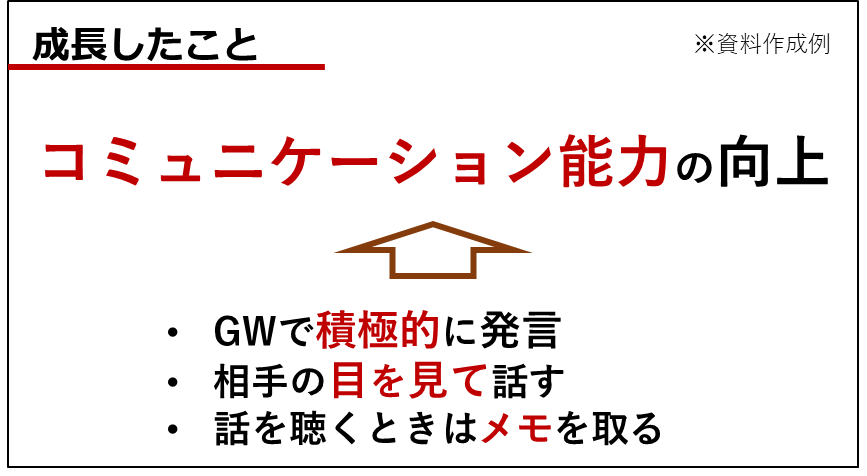 成長したこと
※資料作成例
コミュニケーション能力の向上
• GWで積極的に発言
• 相手の目を見て話す
• 話を聴くときはメモを取る